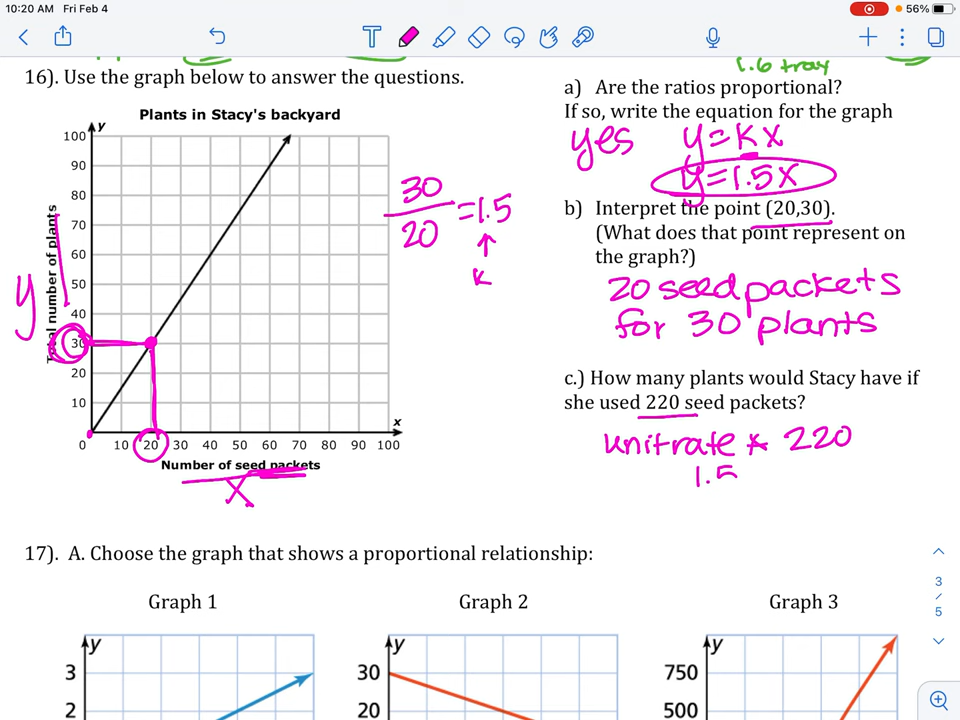 10:20 AM Fri Feb 4
56%
T
1.6 tray
16). Use the graph below to answer the questions.
Plants in Stacy's backyard
y
100
90
80
70
60
50
40
30
20
10
0 10 20 30 40 50 60 70 80 90 100
x
Total number of plants
Number of seed packets
y
x
30
20
=1.5
k
a) Are the ratios proportional?
If so, write the equation for the graph
yes y=kx
y=1.5x
b) Interpret the point (20,30).
(What does that point represent on
the graph?)
20 seed packets
for 30 plants
c.) How many plants would Stacy have if
she used 220 seed packets?
unit rate * 220
1.5
17). A. Choose the graph that shows a proportional relationship:
Graph 1
y
3
2
Graph 2
y
30
20
Graph 3
y
750
500
3
/
5